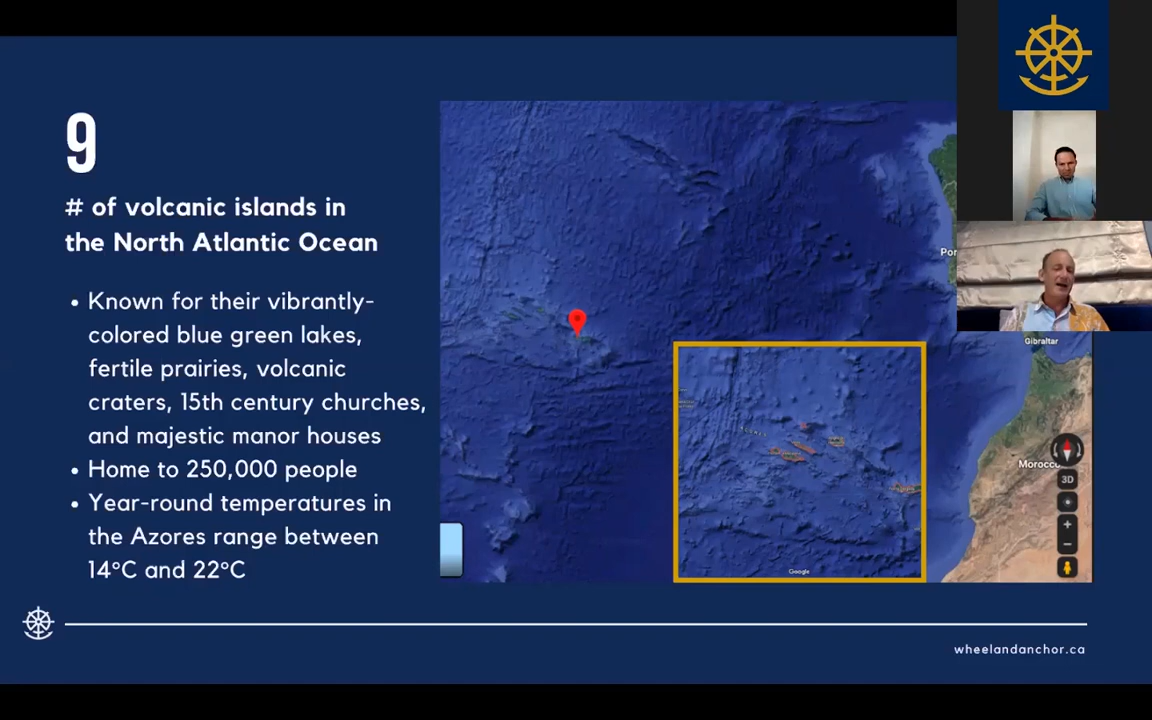 9
# of volcanic islands in
the North Atlantic Ocean
• Known for their vibrantly-
colored blue green lakes,
fertile prairies, volcanic
craters, 15th century churches,
and majestic manor houses
• Home to 250,000 people
• Year-round temperatures in
the Azores range between
14°C and 22°C
Por
Gibraltar
Morocco
3D
+
−
Google
wheelandanchor.ca